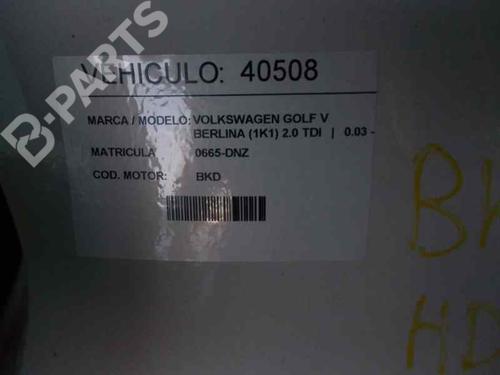 B-PARTS
VEHICULO: 40508
MARCA / MODELO: VOLKSWAGEN GOLF V
BERLINA (1K1) 2.0 TDI | 0.03 -
MATRICULA 0665-DNZ
COD. MOTOR: BKD
HD